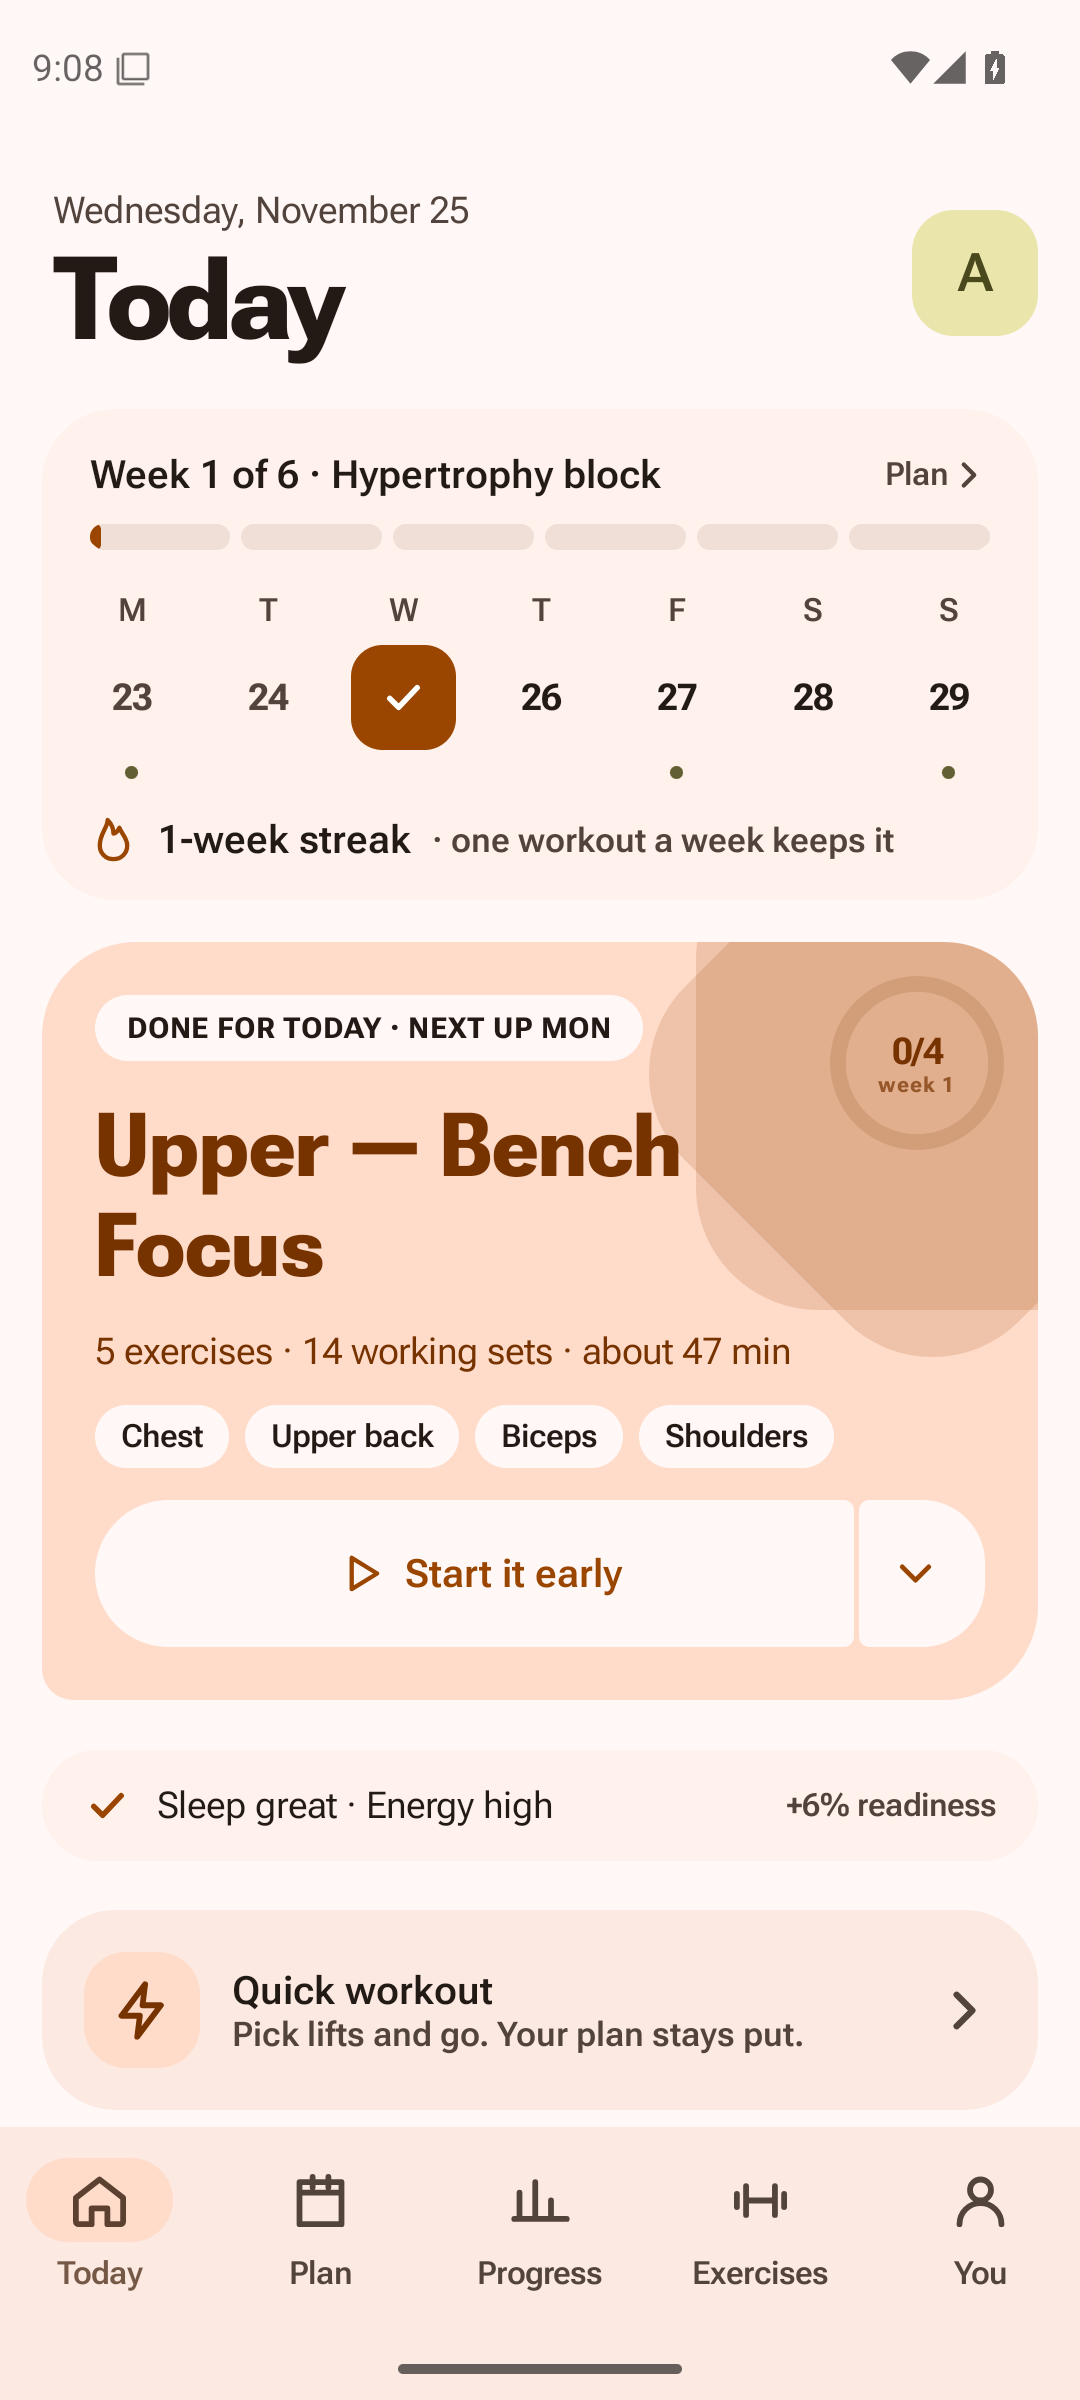 9:08
Wednesday, November 25
Today
A
Week 1 of 6 · Hypertrophy block
Plan
M T W T F S S
23 24 26 27 28 29
1-week streak · one workout a week keeps it
DONE FOR TODAY · NEXT UP MON
0/4
week 1
Upper — Bench
Focus
5 exercises · 14 working sets · about 47 min
Chest Upper back Biceps Shoulders
Start it early
Sleep great · Energy high
+6% readiness
Quick workout
Pick lifts and go. Your plan stays put.
Today Plan Progress Exercises You